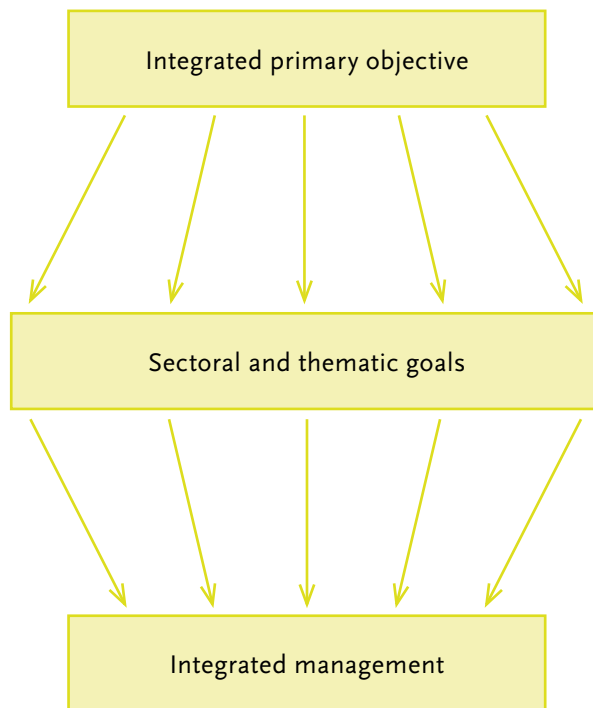 Integrated primary objective
Sectoral and thematic goals
Integrated management